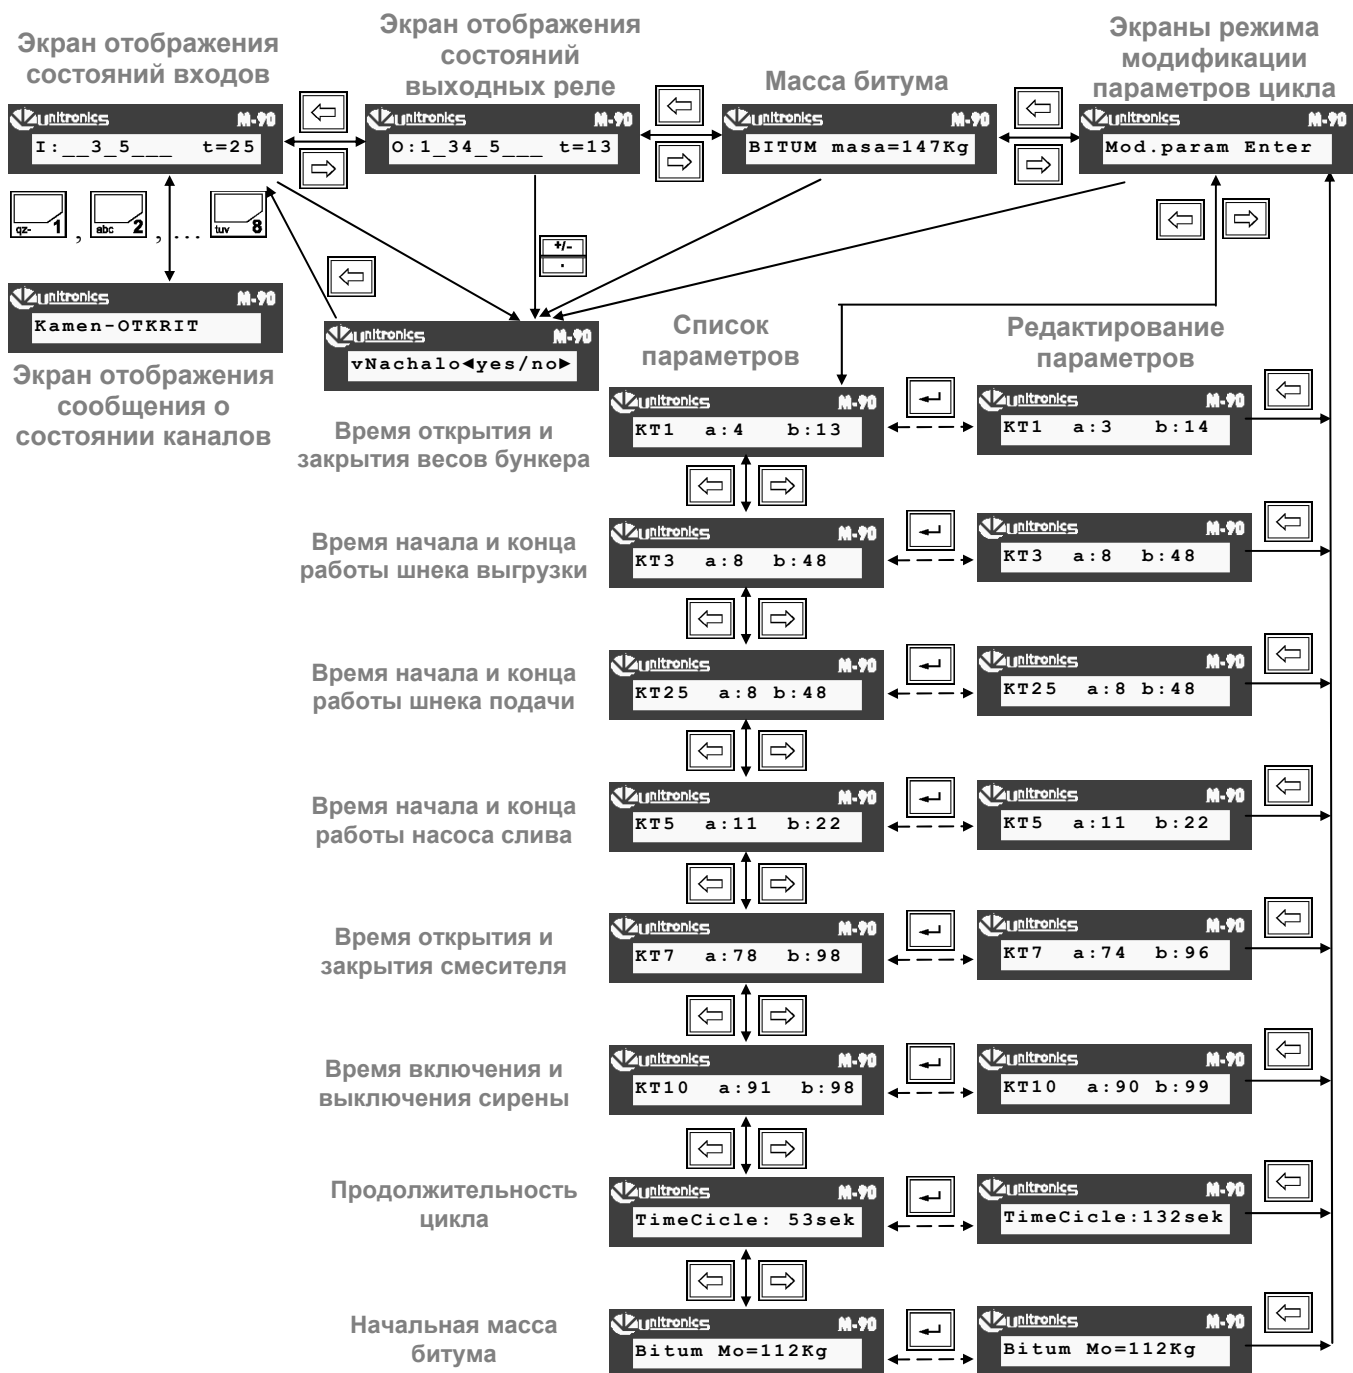 Экран отображения
состояний входов
Экран отображения
состояний
выходных реле
Масса битума
Экраны режима
модификации
параметров цикла
unitronics M-90
I:__3_5___ t=25
unitronics M-90
O:1_34_5___ t=13
unitronics M-90
BITUM masa=147Kg
unitronics M-90
Mod.param Enter
qz- 1 , abc 2 , ... tuv 8
+/-
.
unitronics M-90
Kamen-OTKRIT
Экран отображения
сообщения о
состоянии каналов
unitronics M-90
vNachalo◄yes/no►
Список
параметров
Редактирование
параметров
Время открытия и
закрытия весов бункера
unitronics M-90
KT1 a:4 b:13
unitronics M-90
KT1 a:3 b:14
Время начала и конца
работы шнека выгрузки
unitronics M-90
KT3 a:8 b:48
unitronics M-90
KT3 a:8 b:48
Время начала и конца
работы шнека подачи
unitronics M-90
KT25 a:8 b:48
unitronics M-90
KT25 a:8 b:48
Время начала и конца
работы насоса слива
unitronics M-90
KT5 a:11 b:22
unitronics M-90
KT5 a:11 b:22
Время открытия и
закрытия смесителя
unitronics M-90
KT7 a:78 b:98
unitronics M-90
KT7 a:74 b:96
Время включения и
выключения сирены
unitronics M-90
KT10 a:91 b:98
unitronics M-90
KT10 a:90 b:99
Продолжительность
цикла
unitronics M-90
TimeCicle: 53sek
unitronics M-90
TimeCicle:132sek
Начальная масса
битума
unitronics M-90
Bitum Mo=112Kg
unitronics M-90
Bitum Mo=112Kg